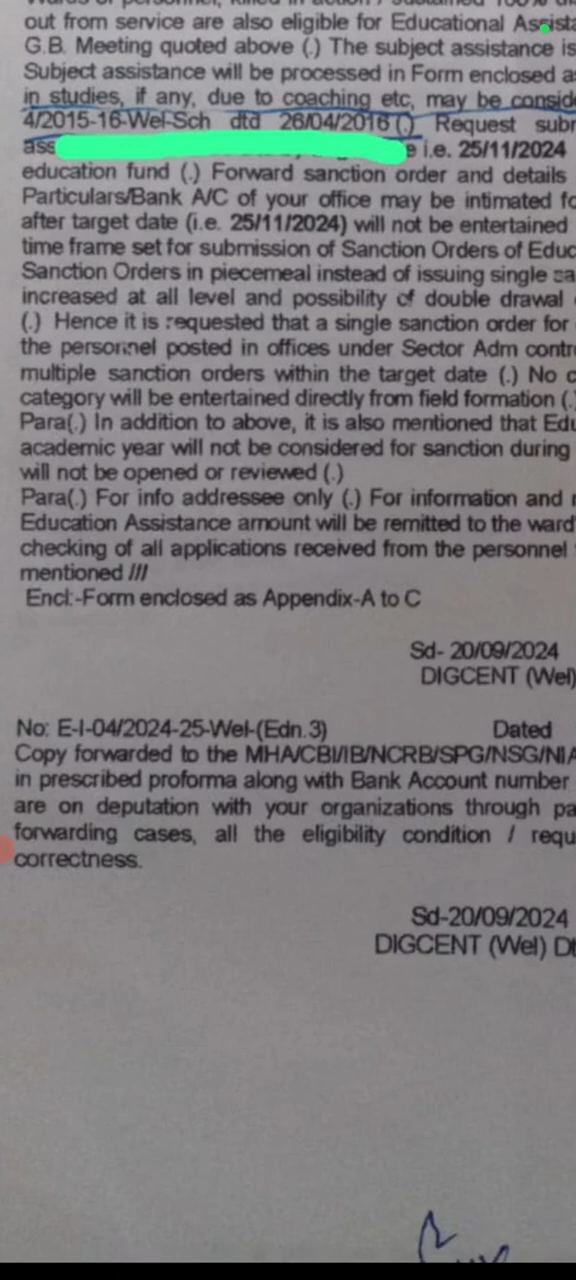 out from service are also eligible for Educational
G.B. Meeting quoted above (.) The subject assistance is
Subject assistance will be processed in Form enclosed
in studies, if any, due to coaching etc, may be
4/2015-16-Wel-Sch dtd 26/04/2016(.) Request
i.e. 25/11/2024
education fund (.) Forward sanction order and details
Particulars/Bank A/C of your office may be intimated
after target date (i.e. 25/11/2024) will not be entertained
time frame set for submission of Sanction Orders of
Sanction Orders in piecemeal instead of issuing single
increased at all level and possibility of double drawal
(.) Hence it is requested that a single sanction order for
the personnel posted in offices under Sector Adm
multiple sanction orders within the target date (.) No
category will be entertained directly from field formation
Para(.) In addition to above, it is also mentioned that
academic year will not be considered for sanction during
will not be opened or reviewed (.)
Para(.) For info addressee only (.) For information and
Education Assistance amount will be remitted to the
checking of all applications received from the personnel
mentioned ///
Encl:-Form enclosed as Appendix-A to C
Sd- 20/09/2024
DIGCENT (Wel)
No: E-I-04/2024-25-Wel-(Edn.3) Dated
Copy forwarded to the MHA/CBI/IB/NCRB/SPG/NSG/NIA
in prescribed proforma along with Bank Account number
are on deputation with your organizations through
forwarding cases, all the eligibility condition /
correctness.
Sd-20/09/2024
DIGCENT (Wel)